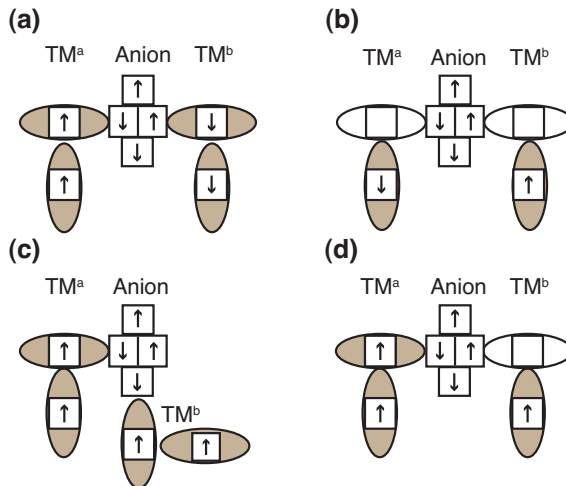 (a)
TMᵃ Anion TMᵇ
↑
↑ ↓ ↑ ↓
↓
↑ ↓
(b)
TMᵃ Anion TMᵇ
↑
↓ ↑
↓
↓ ↑
(c)
TMᵃ Anion
↑
↑ ↓ ↑
↓
↑
TMᵇ
↑ ↑
(d)
TMᵃ Anion TMᵇ
↑
↑ ↓ ↑
↓
↑ ↑